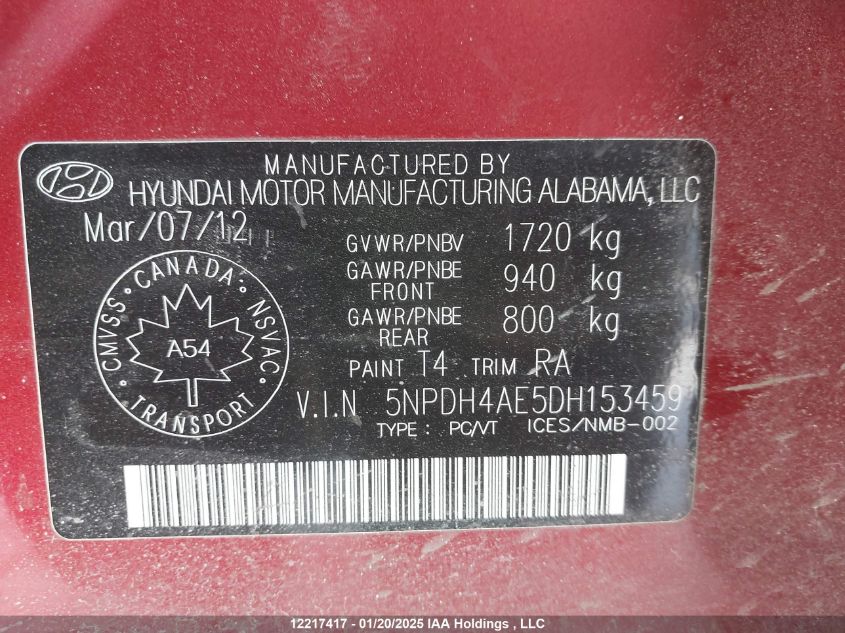 MANUFACTURED BY
HYUNDAI MOTOR MANUFACTURING ALABAMA, LLC
Mar/07/12
GVWR/PNBV 1720 kg
GAWR/PNBE FRONT 940 kg
GAWR/PNBE REAR 800 kg
PAINT T4 TRIM RA
V.I.N 5NPDH4AE5DH153459
TYPE: PC/VT ICES/NMB-002
CANADA
CMVSS
NSVAC
A54
TRANSPORT
12217417 - 01/20/2025 IAA Holdings , LLC